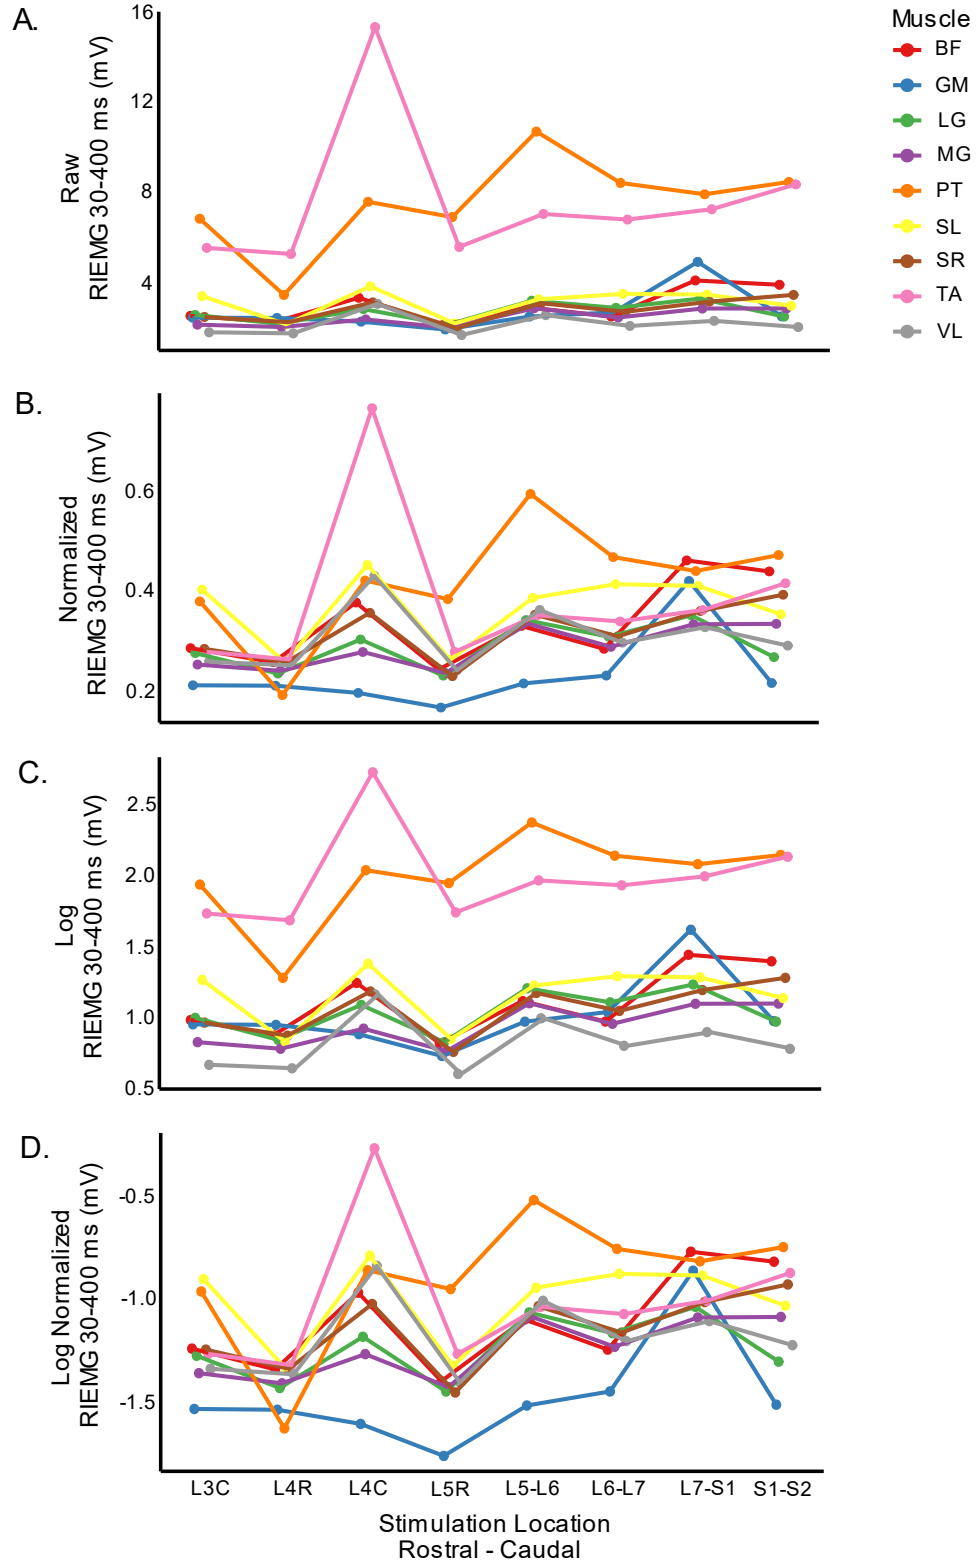 A.
Raw
RIEMG 30-400 ms (mV)
16
12
8
4
Muscle
BF
GM
LG
MG
PT
SL
SR
TA
VL
B.
Normalized
RIEMG 30-400 ms (mV)
0.6
0.4
0.2
C.
Log
RIEMG 30-400 ms (mV)
2.5
2.0
1.5
1.0
0.5
D.
Log Normalized
RIEMG 30-400 ms (mV)
-0.5
-1.0
-1.5
L3C L4R L4C L5R L5-L6 L6-L7 L7-S1 S1-S2
Stimulation Location
Rostral - Caudal